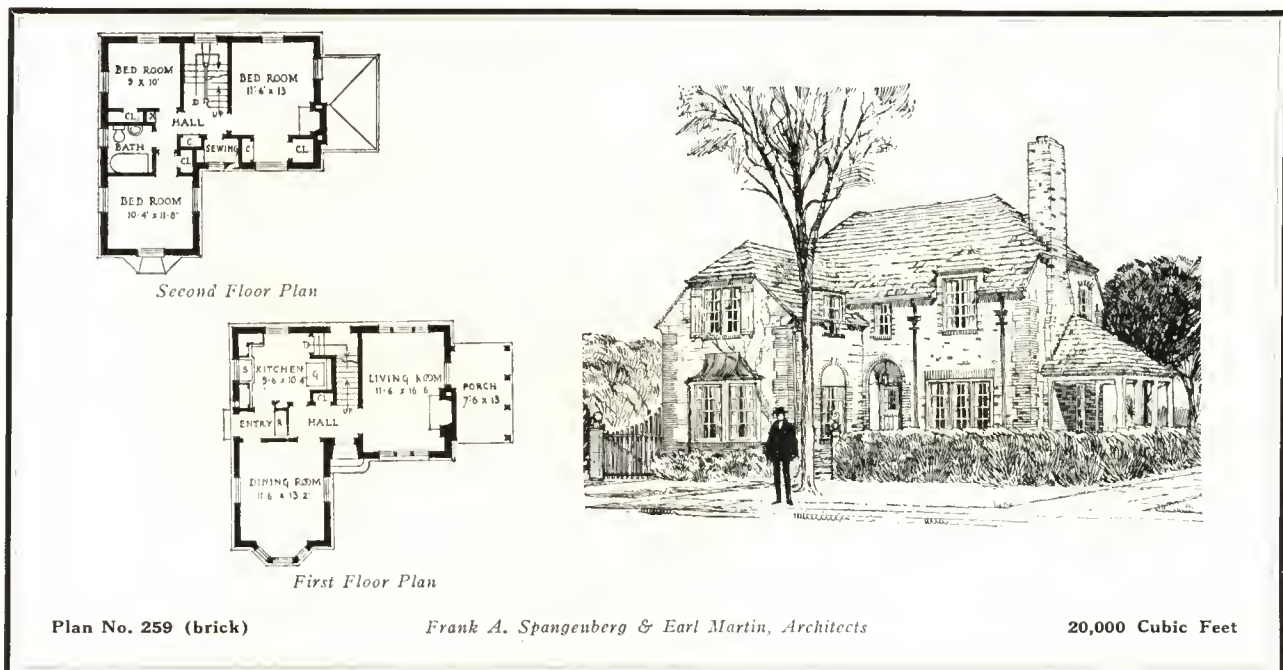 BED ROOM
9 X 10'
BED ROOM
11'-6" x 13
CL.
X
HALL
D
UP
BATH
C
CL
SEWING
C
CL
BED ROOM
10'-4" x 11'-8"
Second Floor Plan
D
S
KITCHEN
9-6 x 10 4
G
CL
LIVING ROOM
11-6 x 16 6
PORCH
7'-6 x 13
ENTRY
R
HALL
UP
DINING ROOM
11 6 x 13 2
First Floor Plan
Plan No. 259 (brick)
Frank A. Spangenberg & Earl Martin, Architects
20,000 Cubic Feet